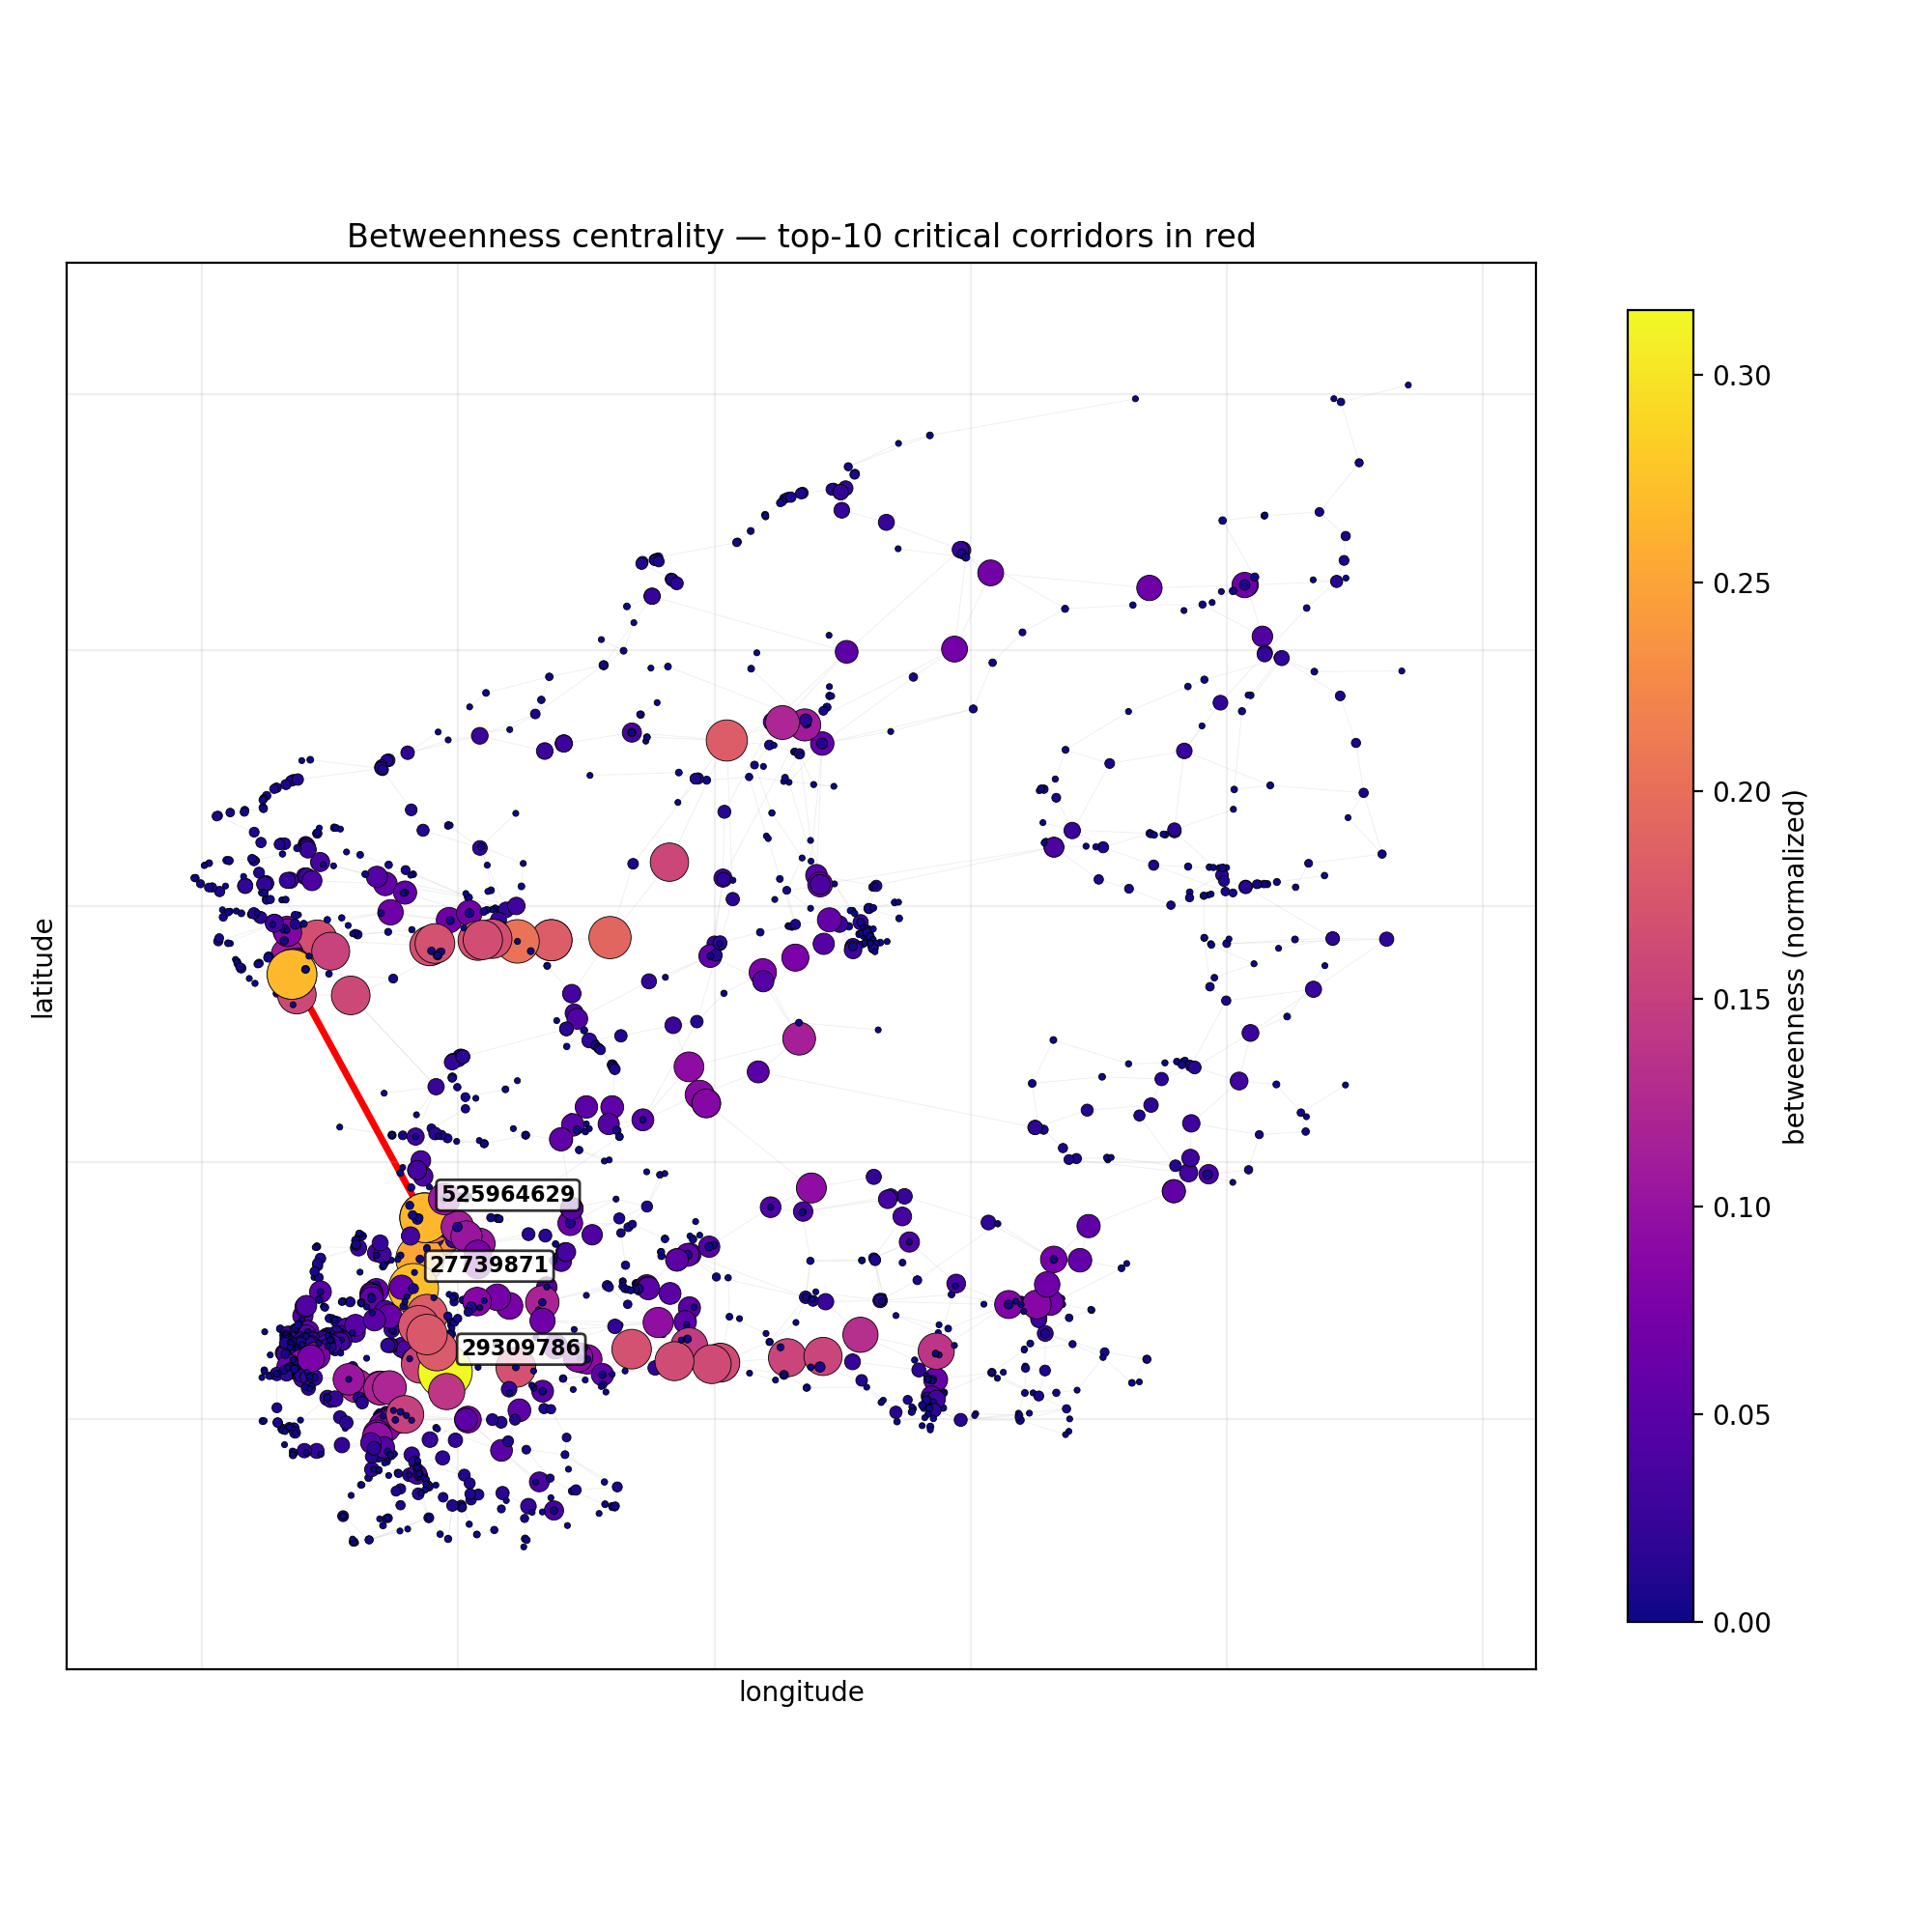 Betweenness centrality — top-10 critical corridors in red
latitude
525964629
27739871
29309786
longitude
0.30
0.25
0.20
0.15
0.10
0.05
0.00
betweenness (normalized)